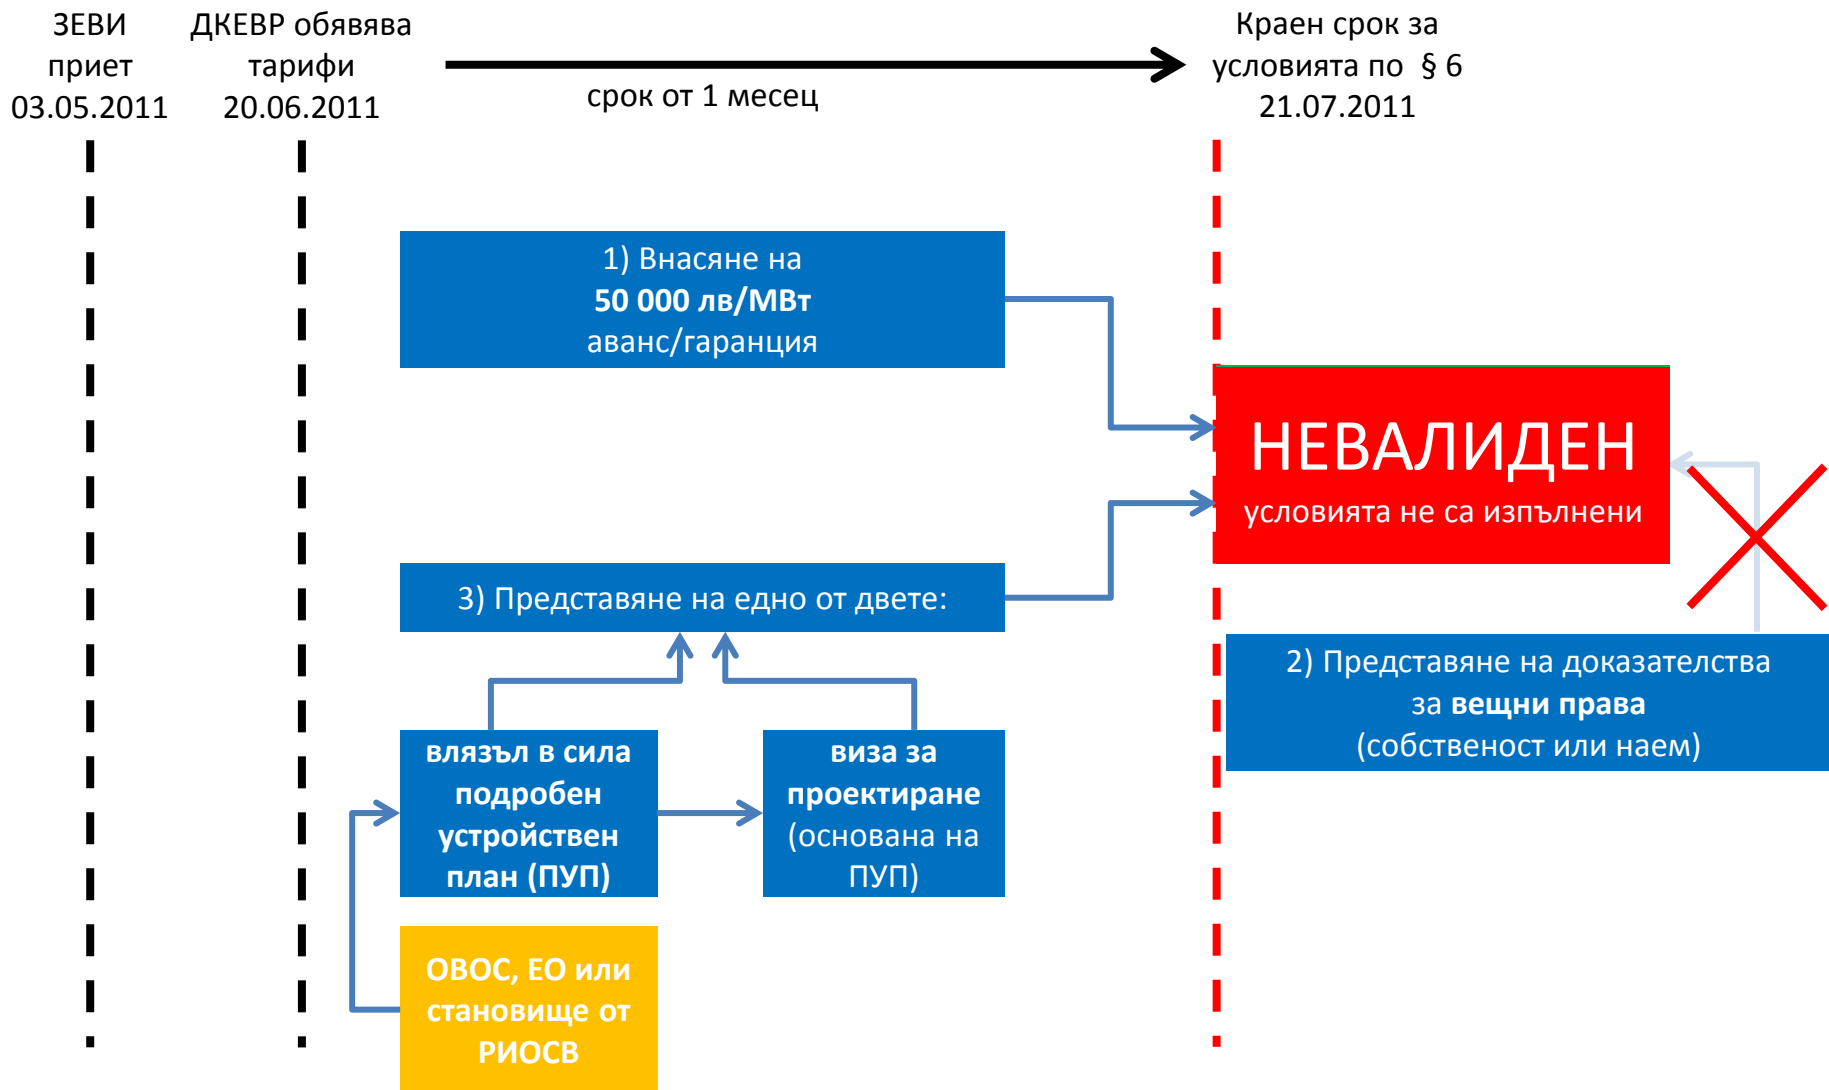 ЗЕВИ
приет
03.05.2011
ДКЕВР обявява
тарифи
20.06.2011
срок от 1 месец
Краен срок за
условията по § 6
21.07.2011
1) Внасяне на
50 000 лв/МВт
аванс/гаранция
НЕВАЛИДЕН
условията не са изпълнени
3) Представяне на едно от двете:
2) Представяне на доказателства
за вещни права
(собственост или наем)
влязъл в сила
подробен
устройствен
план (ПУП)
виза за
проектиране
(основана на
ПУП)
ОВОС, ЕО или
становище от
РИОСВ